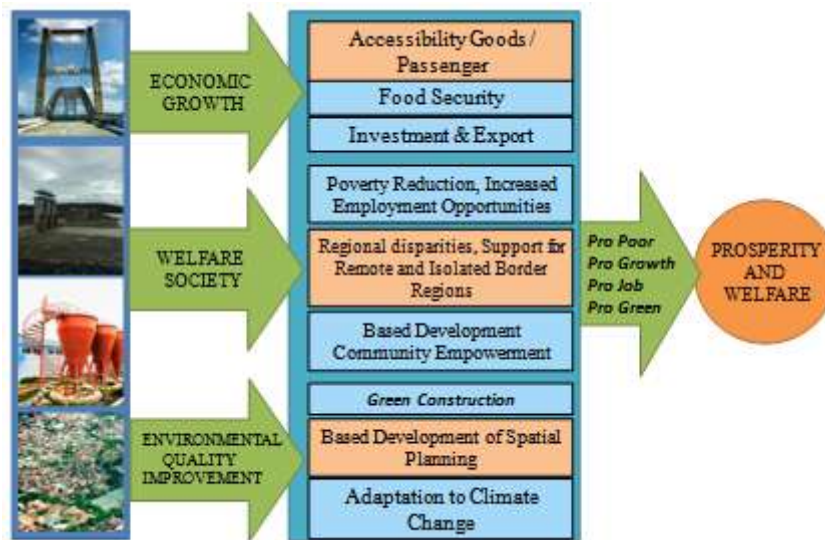 ECONOMIC
GROWTH
Accessibility Goods /
Passenger
Food Security
Investment & Export
WELFARE
SOCIETY
Poverty Reduction, Increased
Employment Opportunities
Regional disparities, Support for
Remote and Isolated Border
Regions
Based Development
Community Empowerment
ENVIRONMENTAL
QUALITY
IMPROVEMENT
Green Construction
Based Development of Spatial
Planning
Adaptation to Climate
Change
Pro Poor
Pro Growth
Pro Job
Pro Green
PROSPERITY
AND
WELFARE